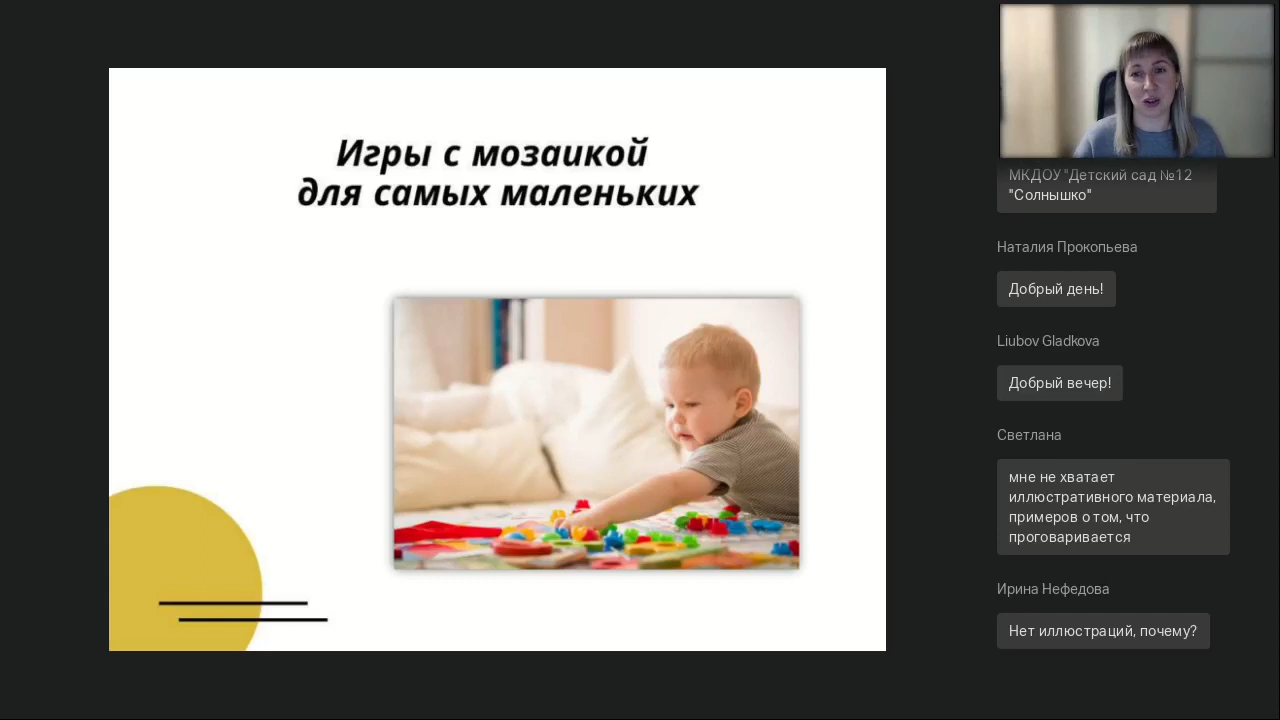 Игры с мозаикой
для самых маленьких
МКДОУ "Детский сад №12
"Солнышко"
Наталия Прокопьева
Добрый день!
Liubov Gladkova
Добрый вечер!
Светлана
мне не хватает
иллюстративного материала,
примеров о том, что
проговаривается
Ирина Нефедова
Нет иллюстраций, почему?